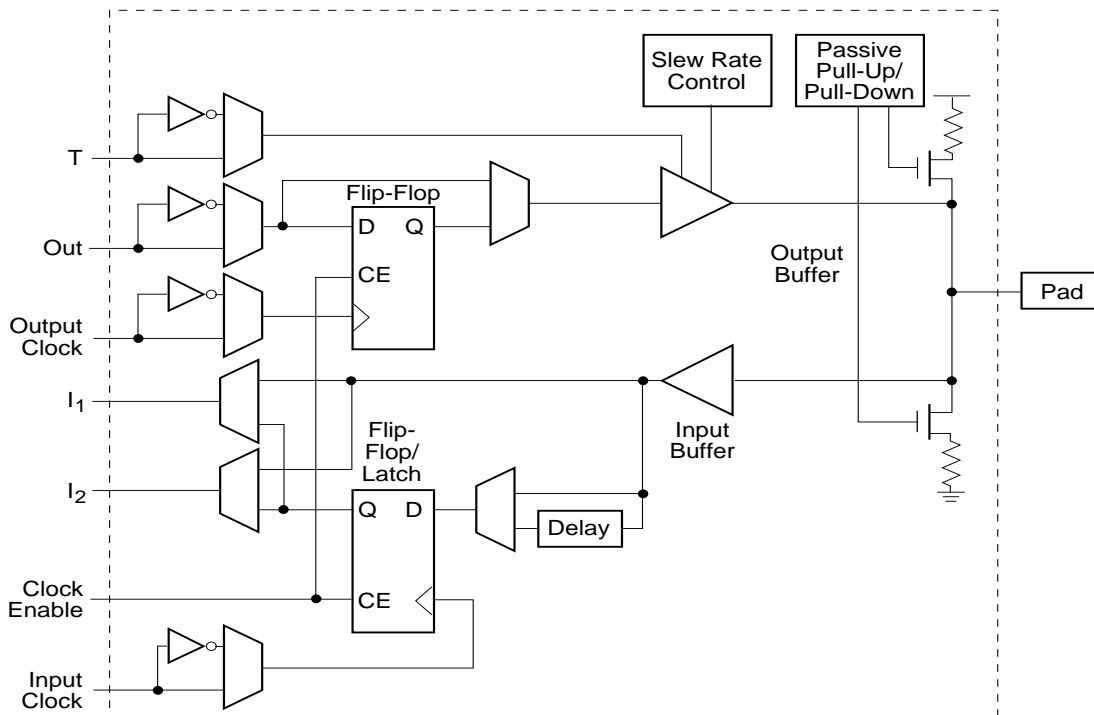 Slew Rate
Control
Passive
Pull-Up/
Pull-Down
T
Flip-Flop
D Q
Out
CE
Output
Buffer
Pad
Output
Clock
I1
Flip-
Flop/
Latch
Input
Buffer
I2
Q D
Delay
Clock
Enable
CE
Input
Clock